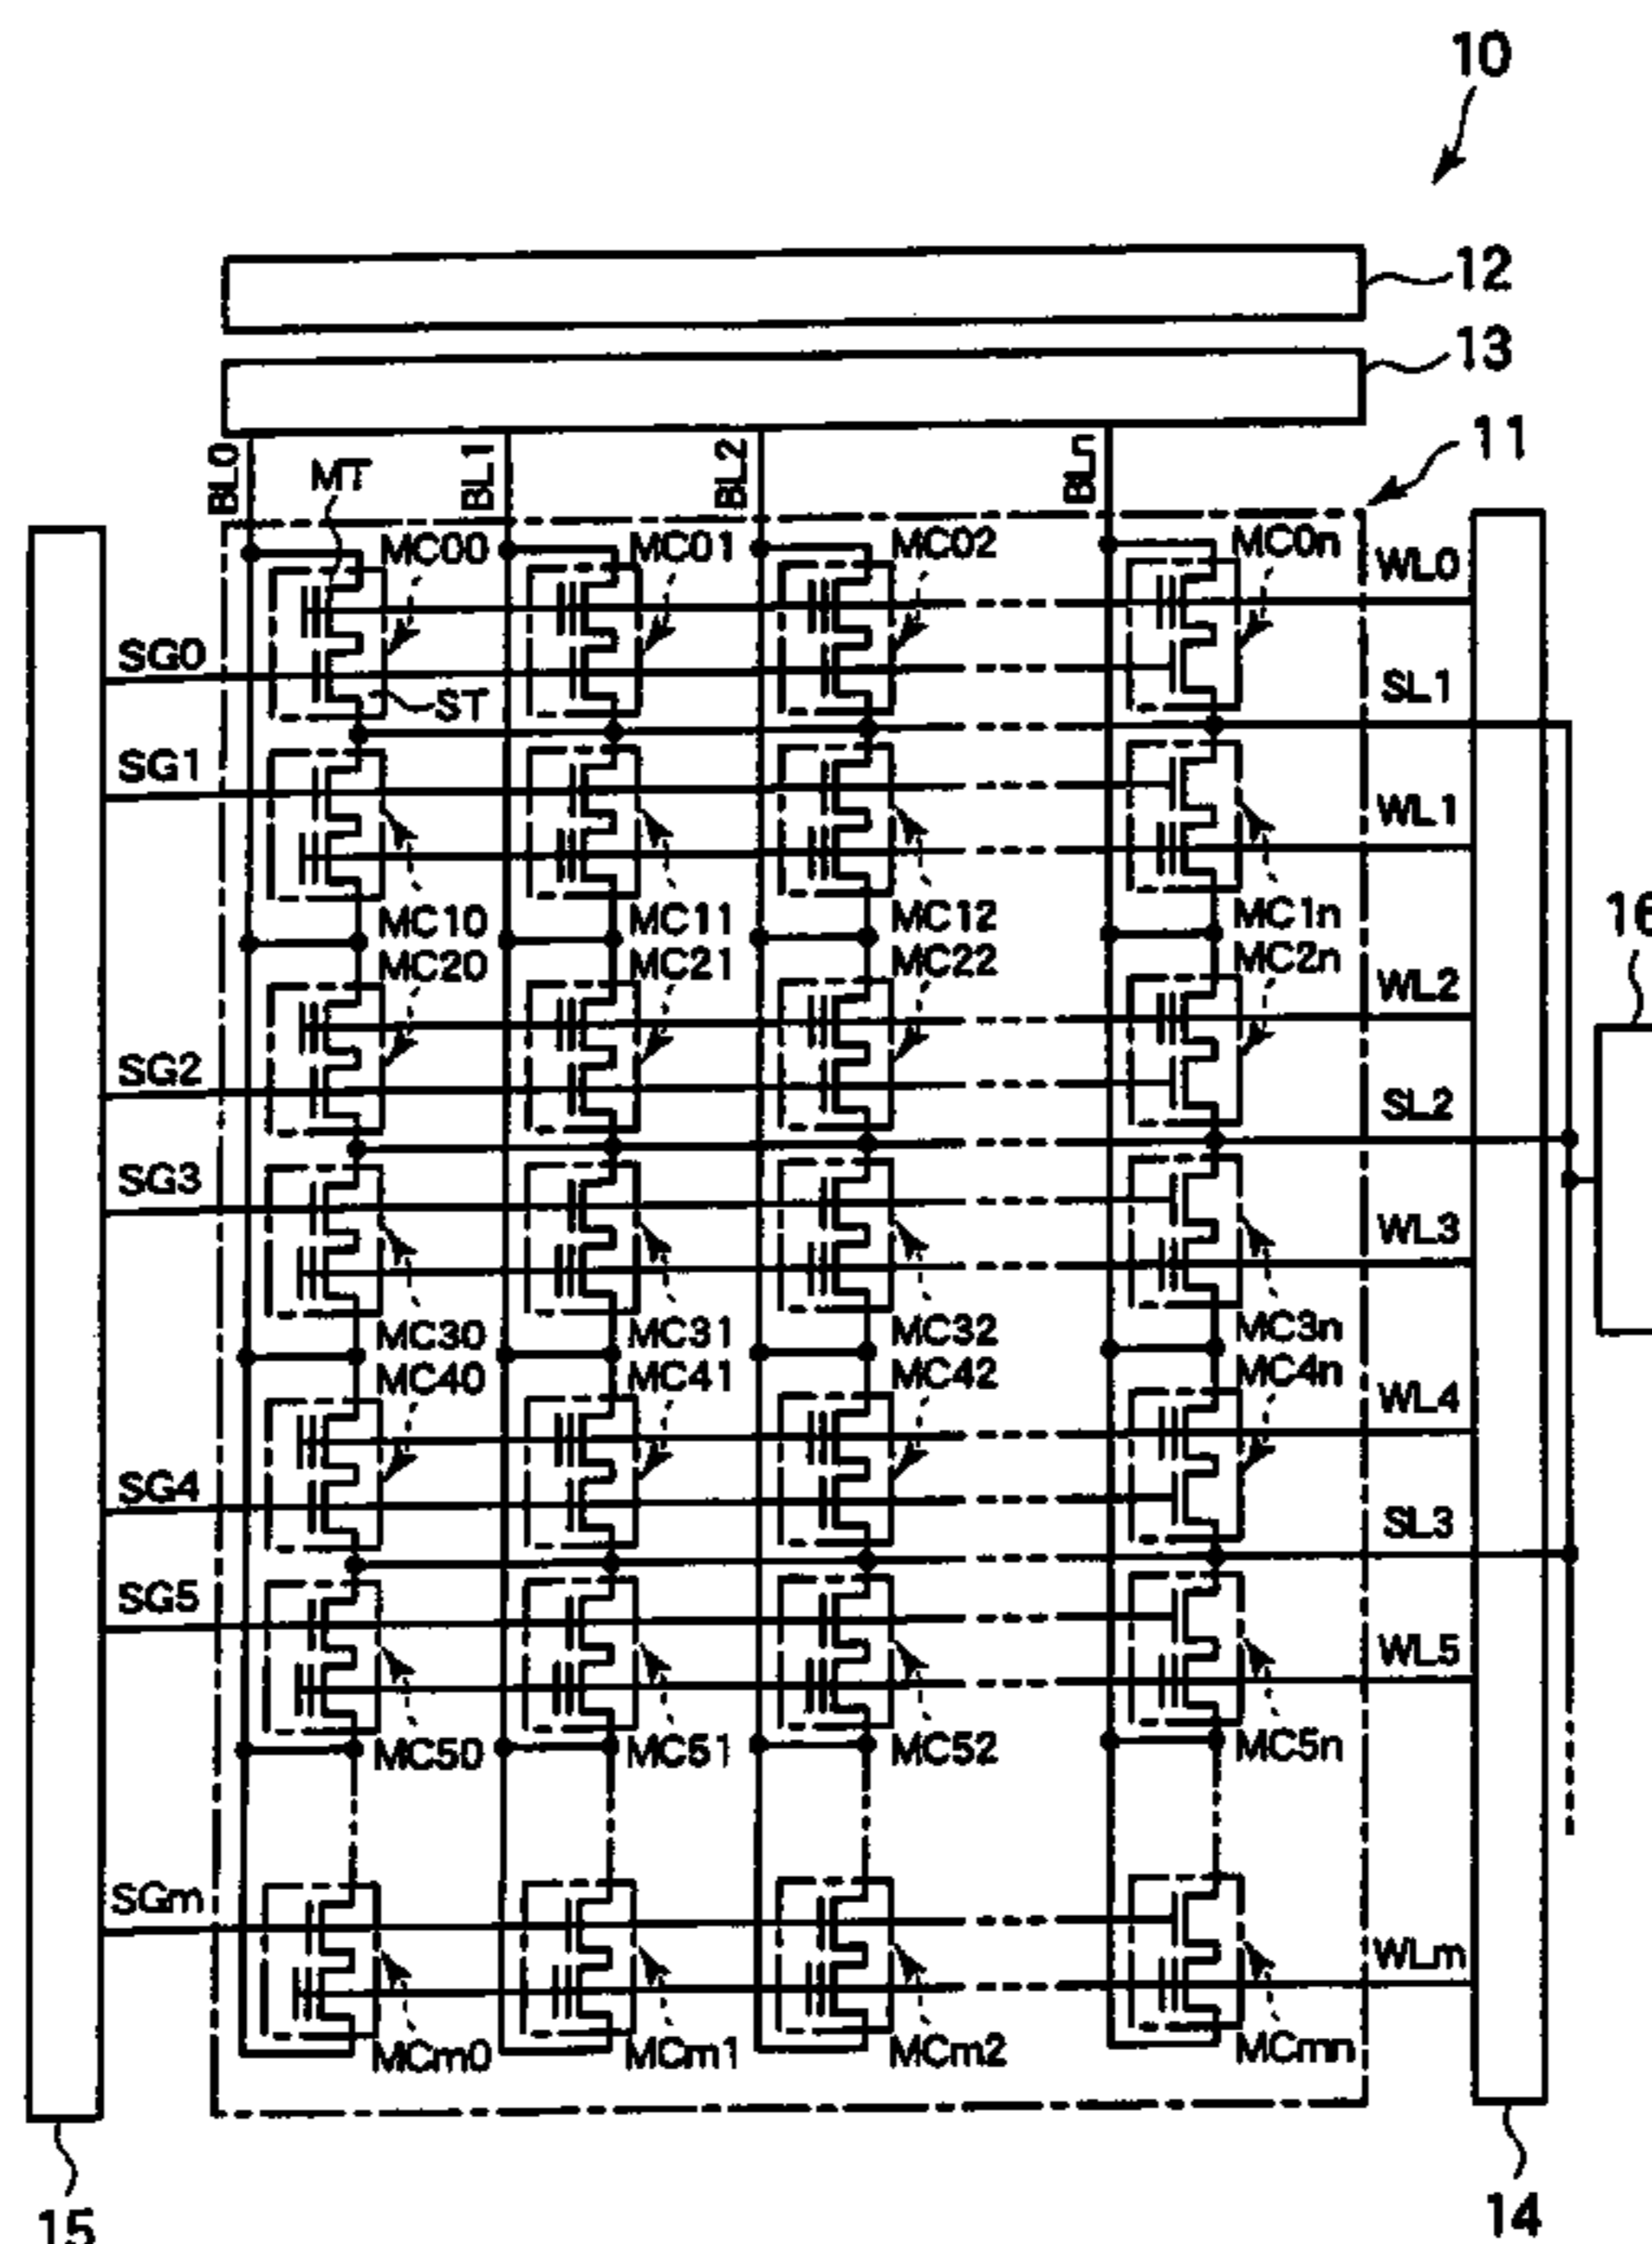 10
12
13
11
BL0 BL1 BL2 BLn
MT
MC00 MC01 MC02 MC0n WL0
SG0 SL1
ST
SG1 WL1
MC10 MC11 MC12 MC1n
16
MC20 MC21 MC22 MC2n WL2
SG2 SL2
SG3 WL3
MC30 MC31 MC32 MC3n
MC40 MC41 MC42 MC4n WL4
SG4 SL3
SG5 WL5
MC50 MC51 MC52 MC5n
SGm WLm
MCm0 MCm1 MCm2 MCmn
15 14